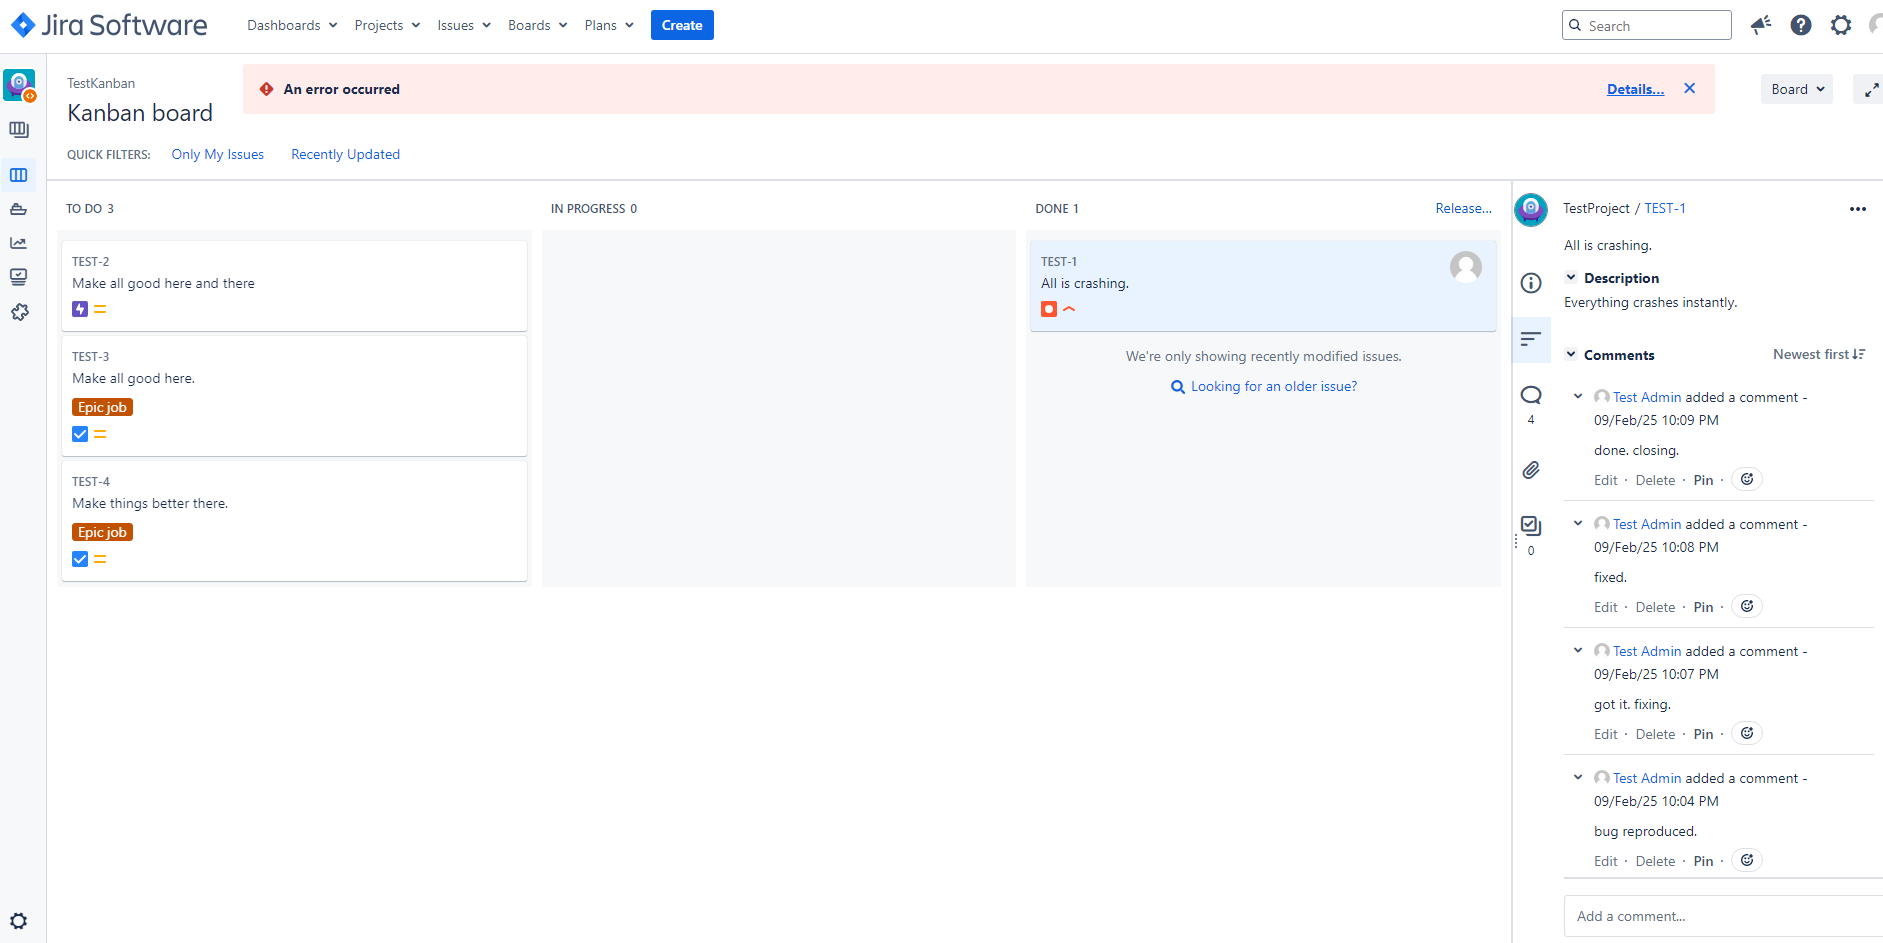 Jira Software
Dashboards Projects Issues Boards Plans Create
Search
TestKanban
Kanban board
An error occurred
Details...
Board
QUICK FILTERS: Only My Issues Recently Updated
TO DO 3
TEST-2
Make all good here and there
TEST-3
Make all good here.
Epic job
TEST-4
Make things better there.
Epic job
IN PROGRESS 0
DONE 1
Release...
TEST-1
All is crashing.
We're only showing recently modified issues.
Looking for an older issue?
4
0
TestProject / TEST-1
All is crashing.
Description
Everything crashes instantly.
Comments
Newest first
Test Admin added a comment -
09/Feb/25 10:09 PM
done. closing.
Edit · Delete · Pin ·
Test Admin added a comment -
09/Feb/25 10:08 PM
fixed.
Edit · Delete · Pin ·
Test Admin added a comment -
09/Feb/25 10:07 PM
got it. fixing.
Edit · Delete · Pin ·
Test Admin added a comment -
09/Feb/25 10:04 PM
bug reproduced.
Edit · Delete · Pin ·
Add a comment...